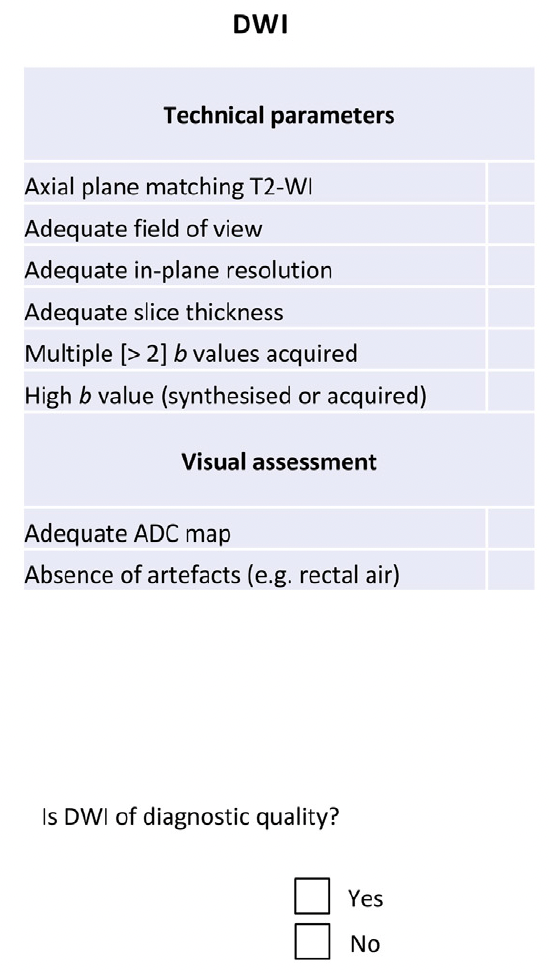 DWI
Technical parameters
Axial plane matching T2-WI
Adequate field of view
Adequate in-plane resolution
Adequate slice thickness
Multiple [> 2] b values acquired
High b value (synthesised or acquired)
Visual assessment
Adequate ADC map
Absence of artefacts (e.g. rectal air)
Is DWI of diagnostic quality?
Yes
No